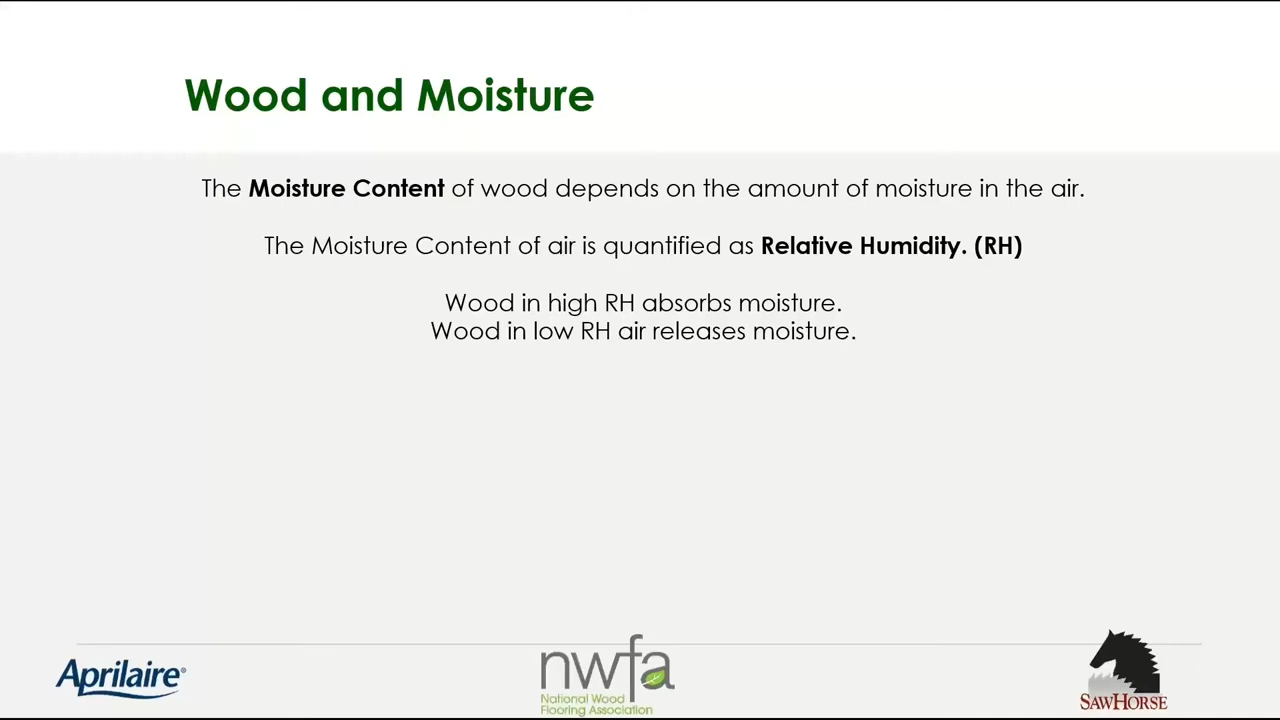 Wood and Moisture
The Moisture Content of wood depends on the amount of moisture in the air.
The Moisture Content of air is quantified as Relative Humidity. (RH)
Wood in high RH absorbs moisture.
Wood in low RH air releases moisture.
Aprilaire®
nwfa
National Wood
Flooring Association
SAWHORSE